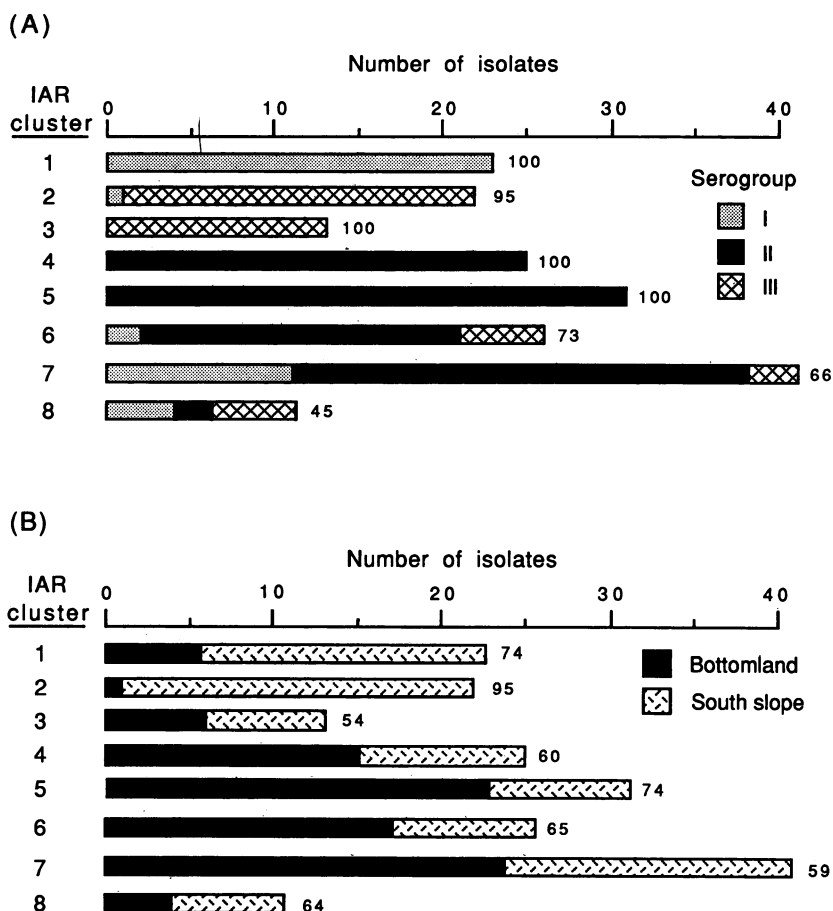 (A)
Number of isolates
IAR
cluster
0 10 20 30 40
1 100
2 95
3 100
4 100
5 100
6 73
7 66
8 45
Serogroup
I
II
III
(B)
Number of isolates
IAR
cluster
0 10 20 30 40
1 74
2 95
3 54
4 60
5 74
6 65
7 59
8 64
Bottomland
South slope